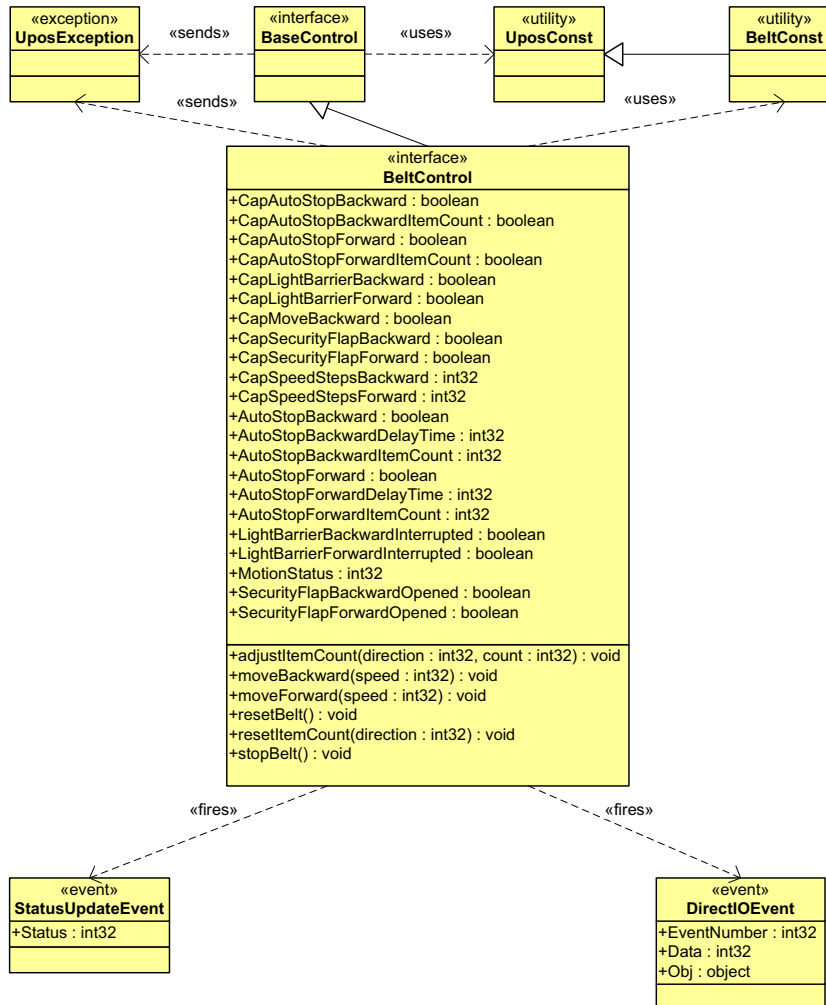 «exception»
UposException
«sends»
«interface»
BaseControl
«uses»
«utility»
UposConst
«utility»
BeltConst
«sends»
«uses»
«interface»
BeltControl
+CapAutoStopBackward : boolean
+CapAutoStopBackwardItemCount : boolean
+CapAutoStopForward : boolean
+CapAutoStopForwardItemCount : boolean
+CapLightBarrierBackward : boolean
+CapLightBarrierForward : boolean
+CapMoveBackward : boolean
+CapSecurityFlapBackward : boolean
+CapSecurityFlapForward : boolean
+CapSpeedStepsBackward : int32
+CapSpeedStepsForward : int32
+AutoStopBackward : boolean
+AutoStopBackwardDelayTime : int32
+AutoStopBackwardItemCount : int32
+AutoStopForward : boolean
+AutoStopForwardDelayTime : int32
+AutoStopForwardItemCount : int32
+LightBarrierBackwardInterrupted : boolean
+LightBarrierForwardInterrupted : boolean
+MotionStatus : int32
+SecurityFlapBackwardOpened : boolean
+SecurityFlapForwardOpened : boolean
+adjustItemCount(direction : int32, count : int32) : void
+moveBackward(speed : int32) : void
+moveForward(speed : int32) : void
+resetBelt() : void
+resetItemCount(direction : int32) : void
+stopBelt() : void
«fires»
«fires»
«event»
StatusUpdateEvent
+Status : int32
«event»
DirectIOEvent
+EventNumber : int32
+Data : int32
+Obj : object